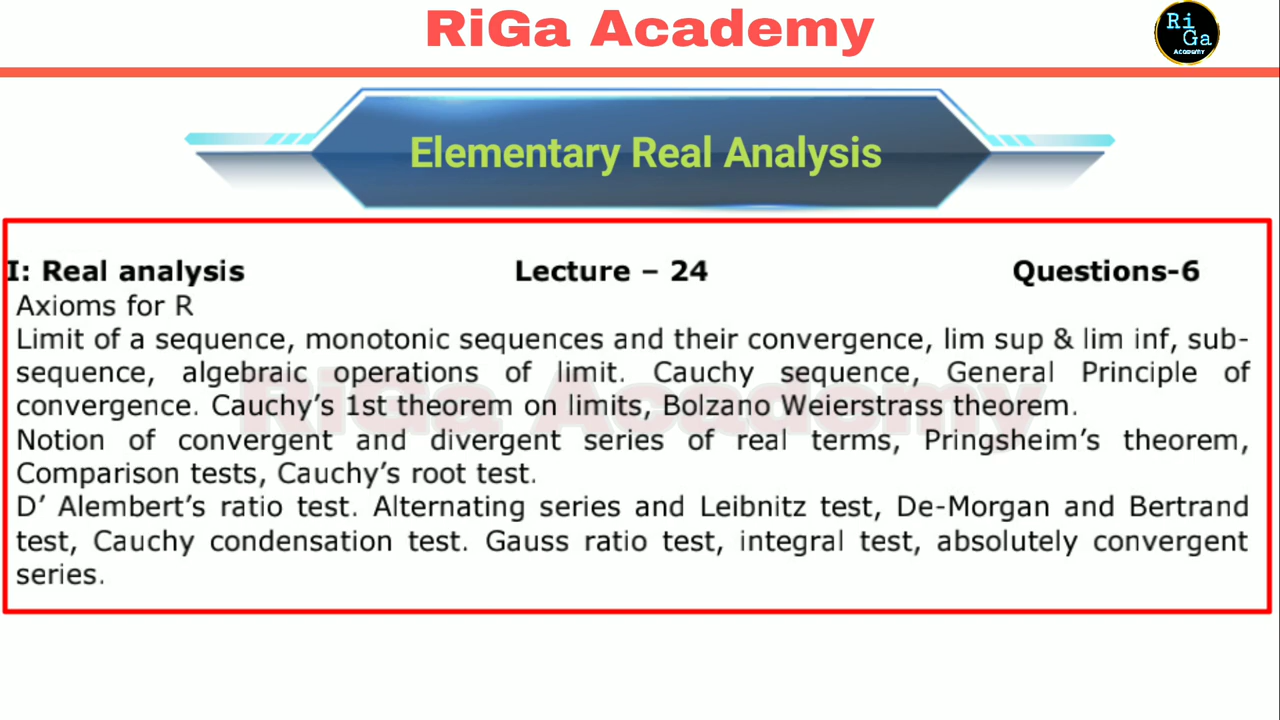 RiGa Academy
Ri
Ga
ACADEMY
Elementary Real Analysis
I: Real analysis Lecture – 24 Questions-6
Axioms for R
Limit of a sequence, monotonic sequences and their convergence, lim sup & lim inf, sub-
sequence, algebraic operations of limit. Cauchy sequence, General Principle of
convergence. Cauchy’s 1st theorem on limits, Bolzano Weierstrass theorem.
Notion of convergent and divergent series of real terms, Pringsheim’s theorem,
Comparison tests, Cauchy’s root test.
D’ Alembert’s ratio test. Alternating series and Leibnitz test, De-Morgan and Bertrand
test, Cauchy condensation test. Gauss ratio test, integral test, absolutely convergent
series.
RiGa Academy